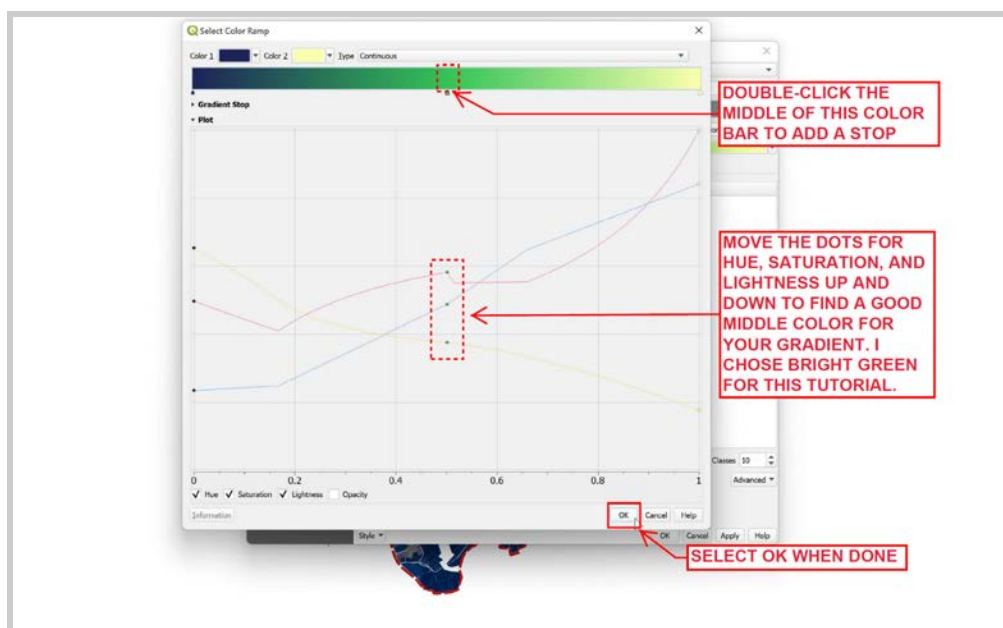 Select Color Ramp
Color 1 Color 2 Type Continuous
DOUBLE-CLICK THE
MIDDLE OF THIS COLOR
BAR TO ADD A STOP
Gradient Stop
Plot
MOVE THE DOTS FOR
HUE, SATURATION, AND
LIGHTNESS UP AND
DOWN TO FIND A GOOD
MIDDLE COLOR FOR
YOUR GRADIENT. I
CHOSE BRIGHT GREEN
FOR THIS TUTORIAL.
Classes 10
0 0.2 0.4 0.6 0.8 1
Advanced
Hue Saturation Lightness Opacity
Information OK Cancel Help
Style OK Cancel Apply Help
SELECT OK WHEN DONE